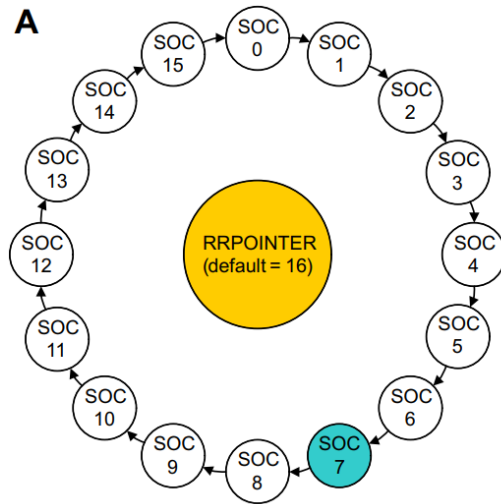 A
SOC
0
SOC
1
SOC
2
SOC
3
SOC
4
SOC
5
SOC
6
SOC
7
SOC
8
SOC
9
SOC
10
SOC
11
SOC
12
SOC
13
SOC
14
SOC
15
RRPOINTER
(default = 16)